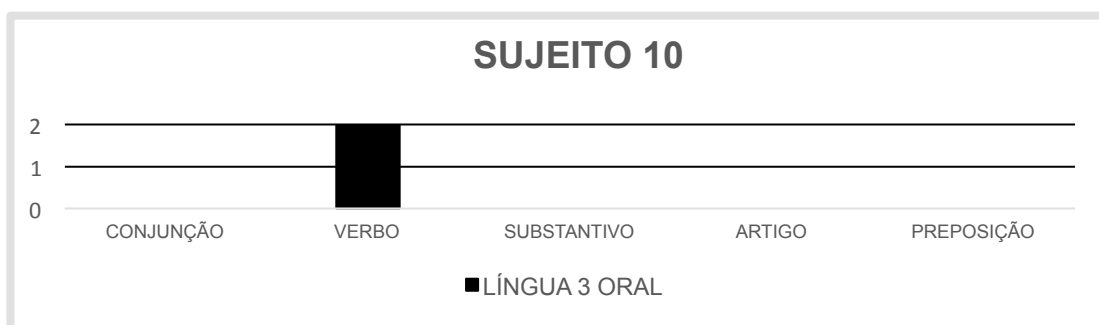 SUJEITO 10
2
1
0
CONJUNÇÃO VERBO SUBSTANTIVO ARTIGO PREPOSIÇÃO
LÍNGUA 3 ORAL